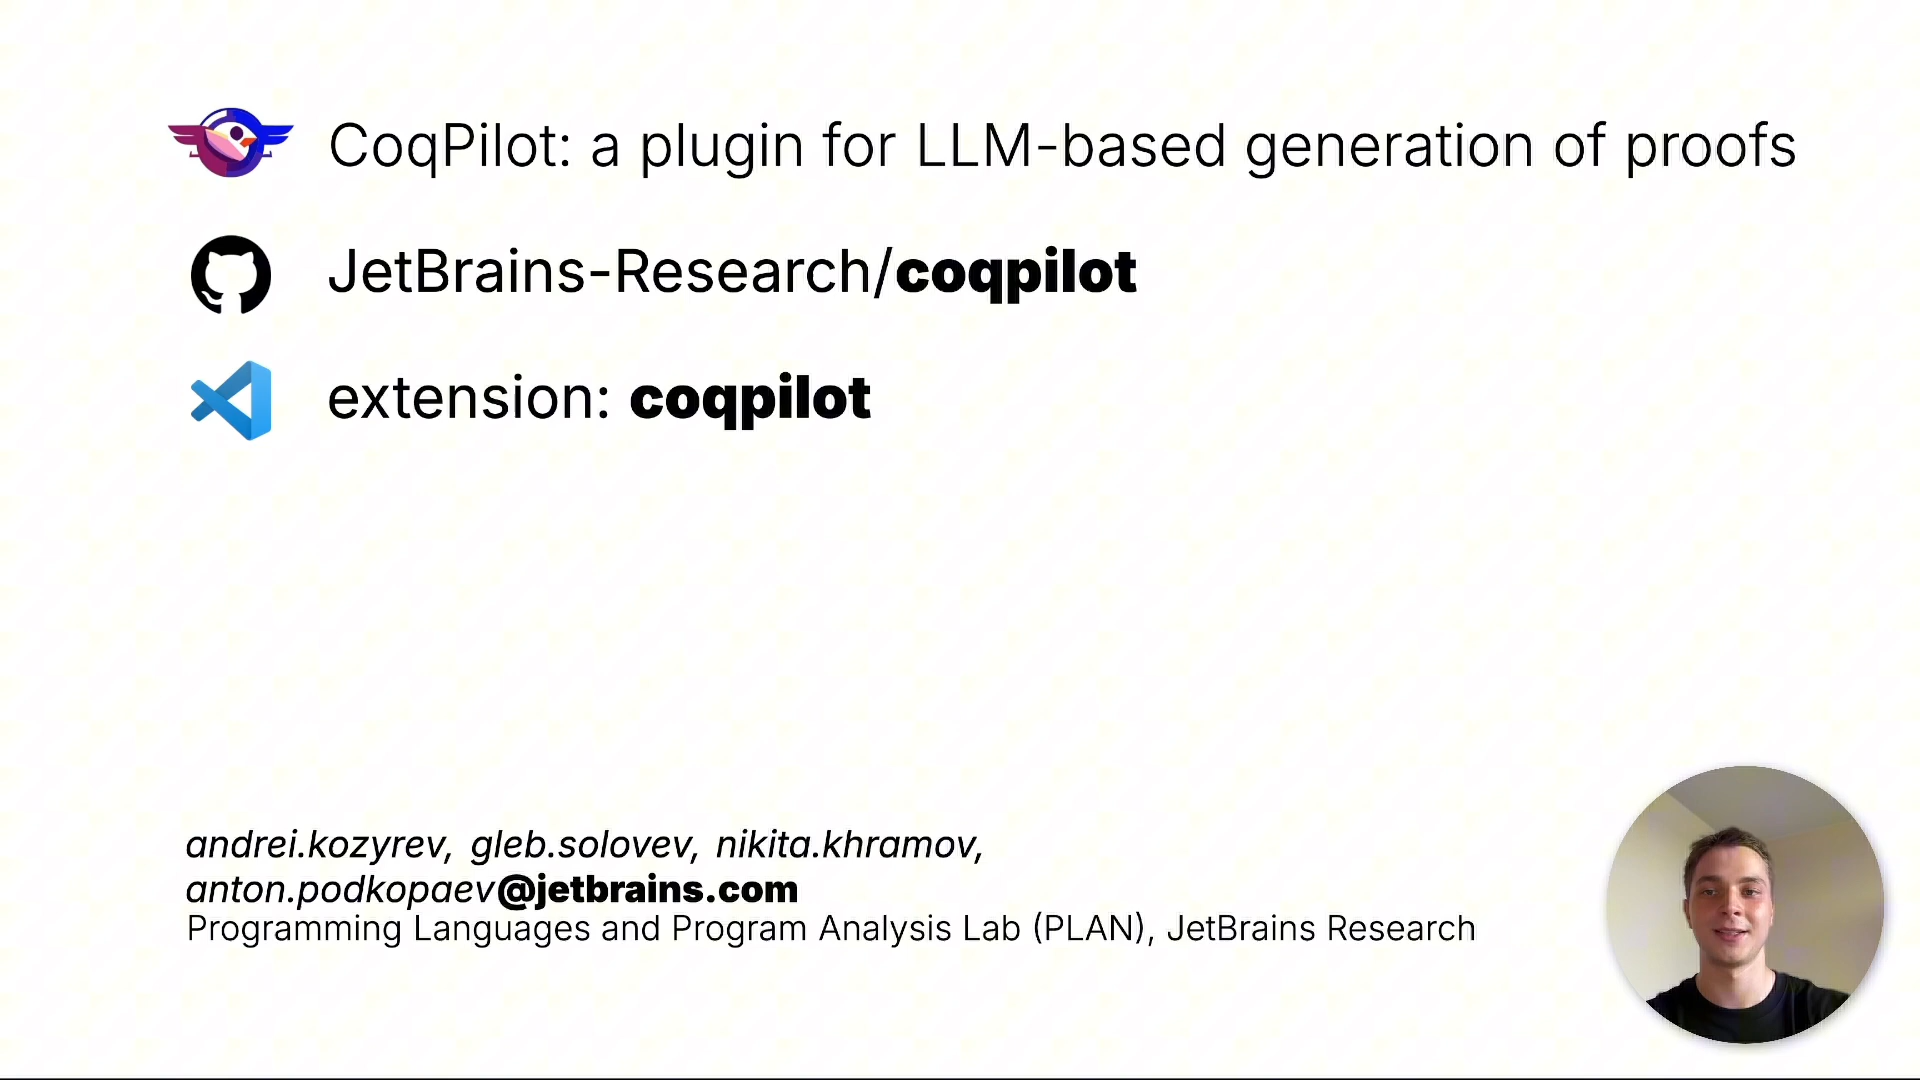 CoqPilot: a plugin for LLM-based generation of proofs
JetBrains-Research/coqpilot
extension: coqpilot
andrei.kozyrev, gleb.solovev, nikita.khramov,
anton.podkopaev@jetbrains.com
Programming Languages and Program Analysis Lab (PLAN), JetBrains Research